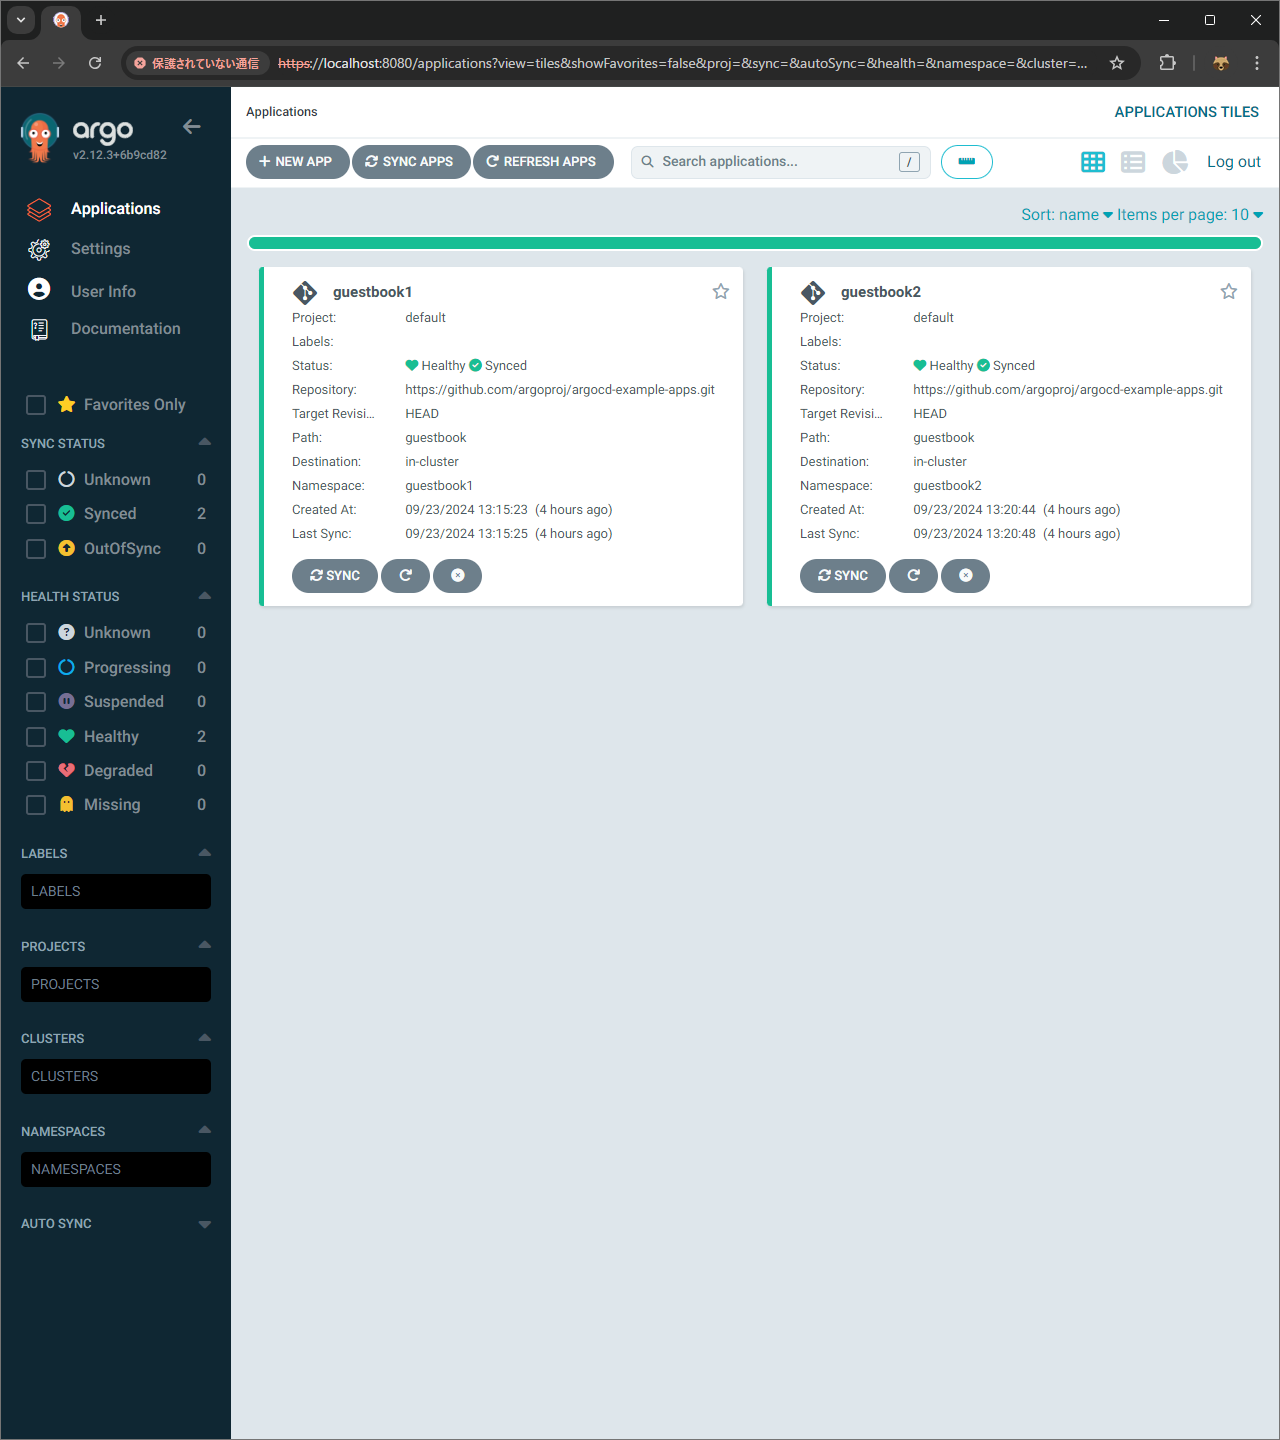 保護されていない通信 https://localhost:8080/applications?view=tiles&showFavorites=false&proj=&sync=&autoSync=&health=&namespace=&cluster=...
argo
v2.12.3+6b9cd82
Applications
Settings
User Info
Documentation
Favorites Only
SYNC STATUS
Unknown 0
Synced 2
OutOfSync 0
HEALTH STATUS
Unknown 0
Progressing 0
Suspended 0
Healthy 2
Degraded 0
Missing 0
LABELS
LABELS
PROJECTS
PROJECTS
CLUSTERS
CLUSTERS
NAMESPACES
NAMESPACES
AUTO SYNC
Applications APPLICATIONS TILES
NEW APP SYNC APPS REFRESH APPS Search applications... / Log out
Sort: name Items per page: 10
guestbook1
Project: default
Labels:
Status: Healthy Synced
Repository: https://github.com/argoproj/argocd-example-apps.git
Target Revisi... HEAD
Path: guestbook
Destination: in-cluster
Namespace: guestbook1
Created At: 09/23/2024 13:15:23 (4 hours ago)
Last Sync: 09/23/2024 13:15:25 (4 hours ago)
SYNC
guestbook2
Project: default
Labels:
Status: Healthy Synced
Repository: https://github.com/argoproj/argocd-example-apps.git
Target Revisi... HEAD
Path: guestbook
Destination: in-cluster
Namespace: guestbook2
Created At: 09/23/2024 13:20:44 (4 hours ago)
Last Sync: 09/23/2024 13:20:48 (4 hours ago)
SYNC